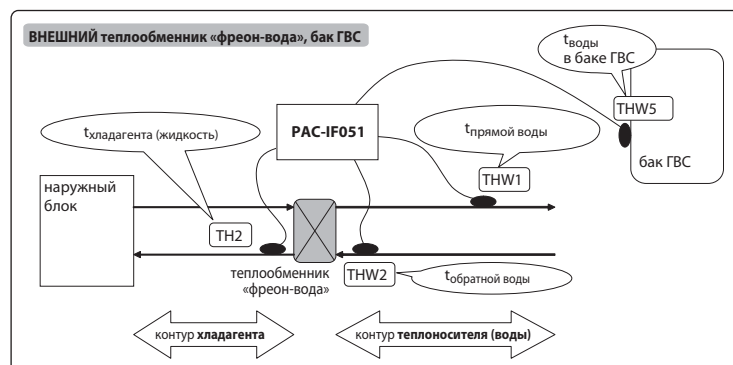 ВНЕШНИЙ теплообменник «фреон-вода», бак ГВС
tводы
в баке ГВС
THW5
бак ГВС
PAC-IF051
tхладагента (жидкость)
tпрямой воды
THW1
наружный
блок
TH2
теплообменник
«фреон-вода»
THW2
tобратной воды
контур хладагента
контур теплоносителя (воды)